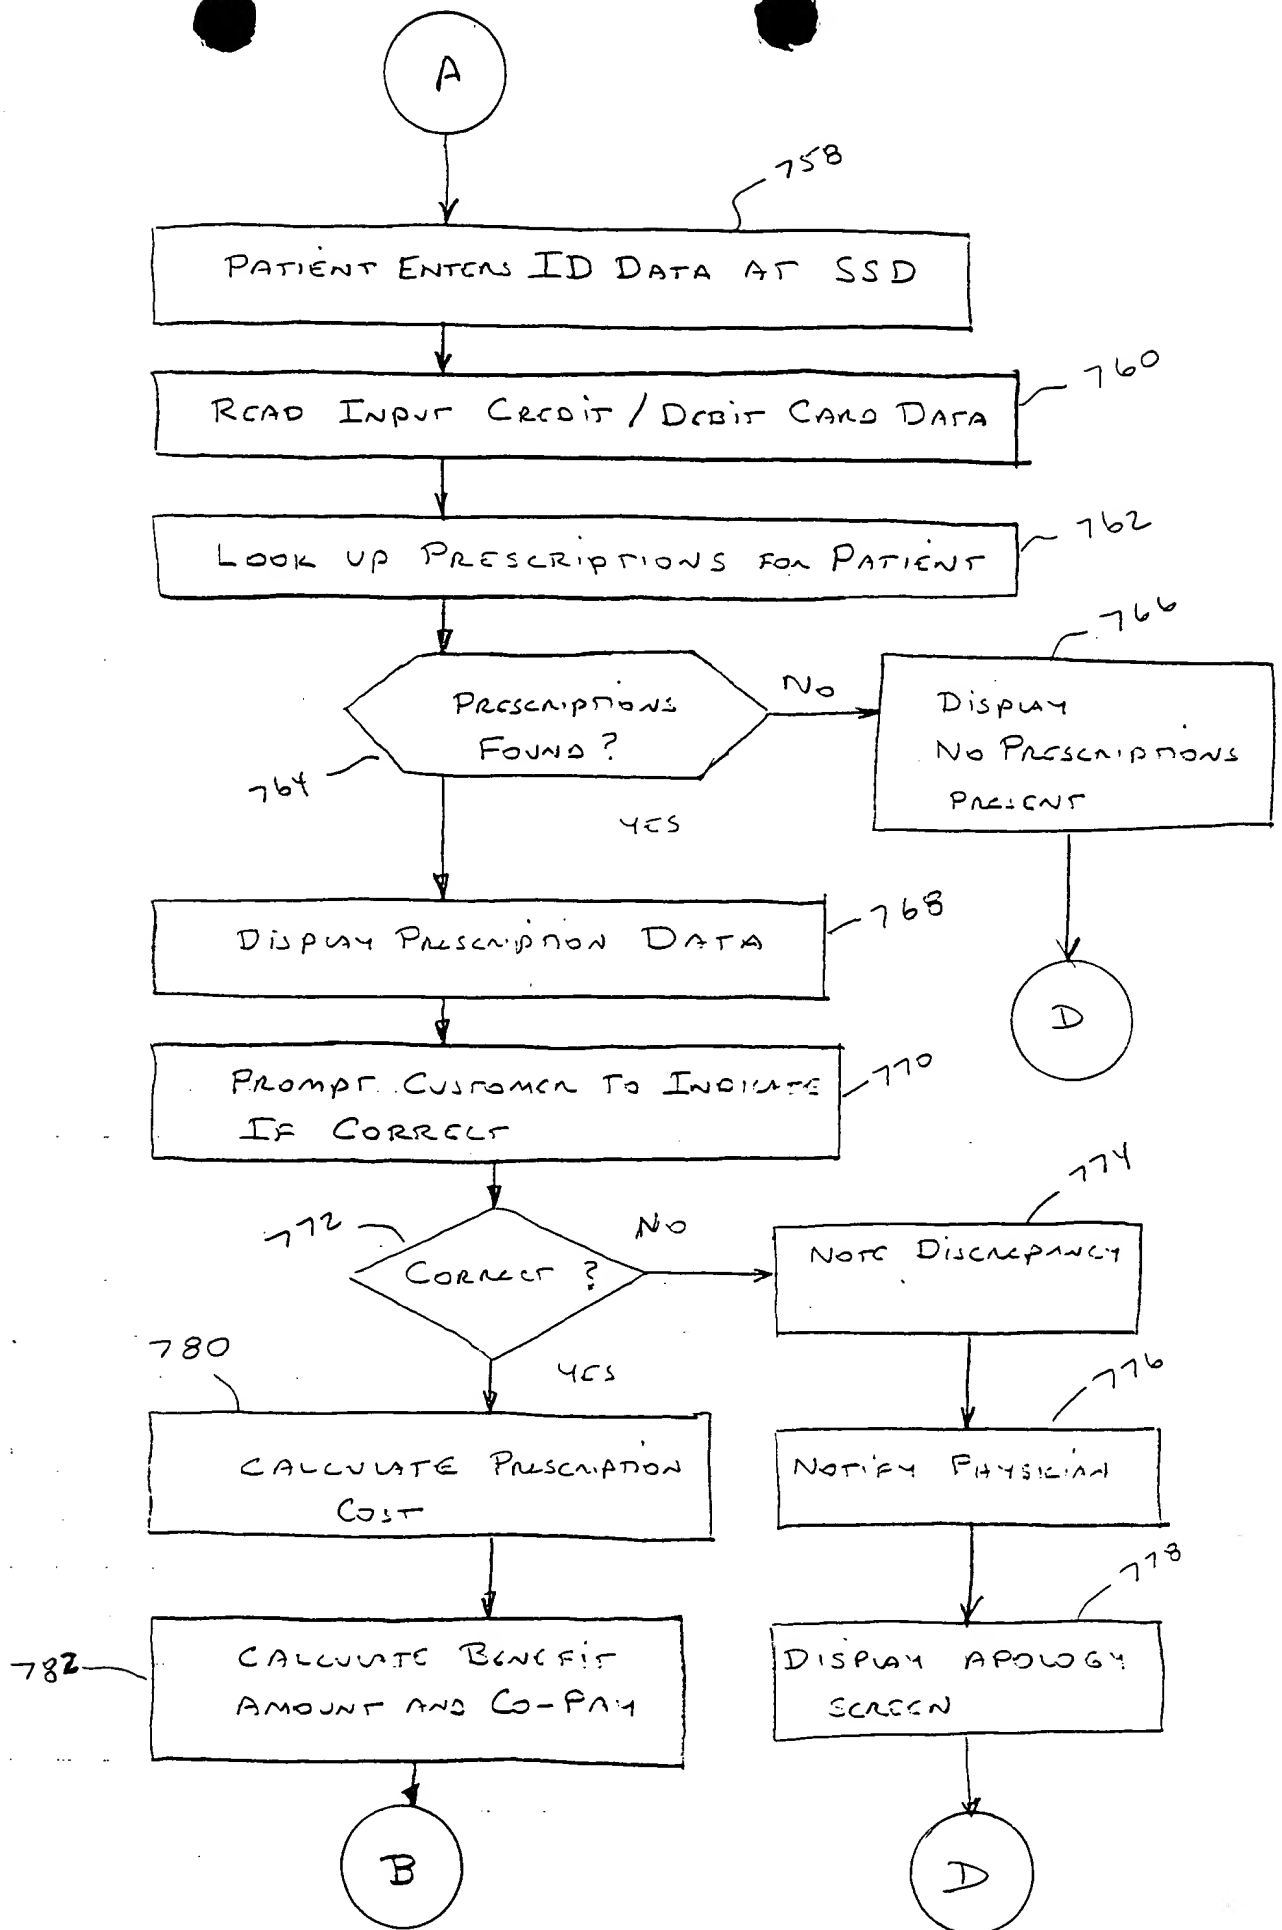 A
758
PATIENT ENTERS ID DATA AT SSD
760
READ INPUT CREDIT / DEBIT CARD DATA
762
LOOK UP PRESCRIPTIONS FOR PATIENT
766
PRESCRIPTIONS
FOUND?
764
NO
DISPLAY
NO PRESCRIPTIONS
PRESENT
YES
768
DISPLAY PRESCRIPTION DATA
D
770
PROMPT CUSTOMER TO INDICATE
IF CORRECT
772
CORRECT ?
NO
774
NOTE DISCREPANCY
YES
780
CALCULATE PRESCRIPTION
COST
776
NOTIFY PHYSICIAN
782
CALCULATE BENEFIT
AMOUNT AND CO-PAY
778
DISPLAY APOLOGY
SCREEN
B
D